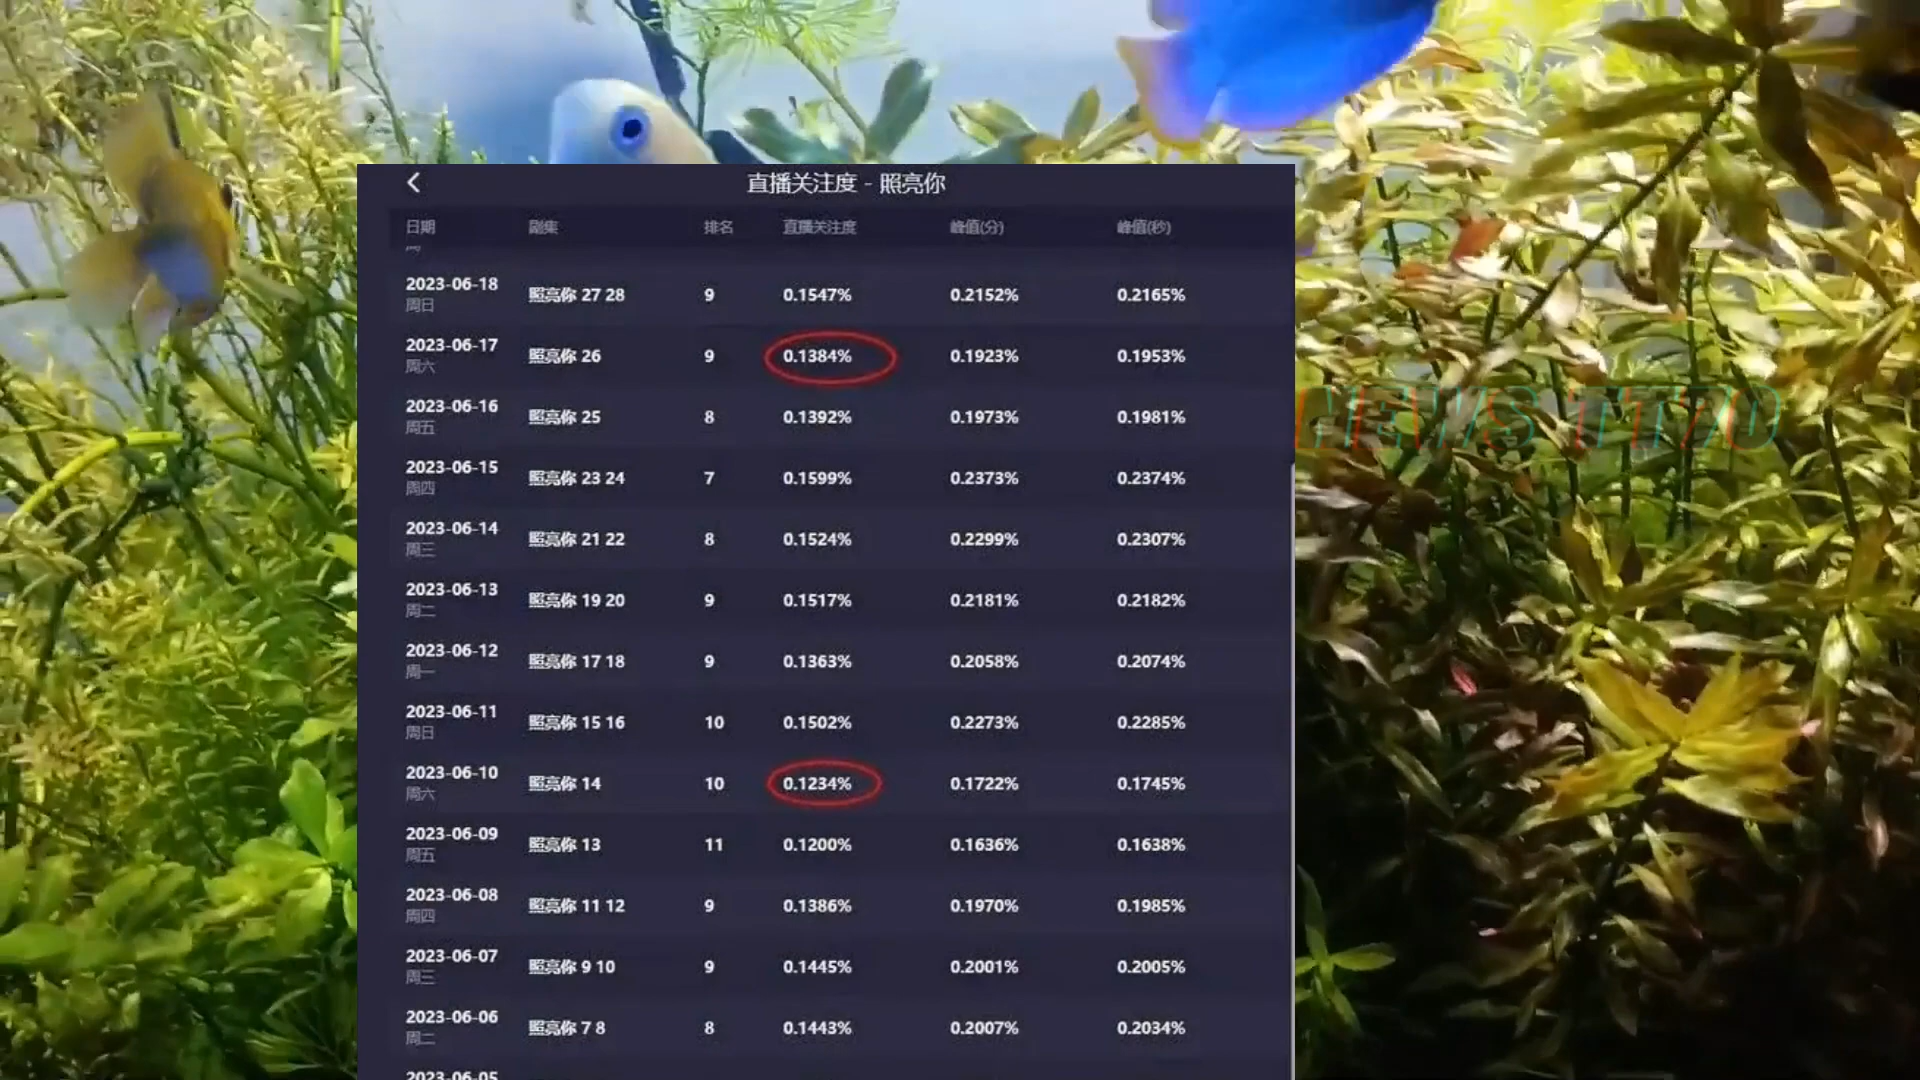 直播关注度 - 照亮你
日期 剧集 排名 直播关注度 峰值(分) 峰值(秒)
2023-06-18 照亮你 27 28 9 0.1547% 0.2152% 0.2165%
周日
2023-06-17 照亮你 26 9 0.1384% 0.1923% 0.1953%
周六
2023-06-16 照亮你 25 8 0.1392% 0.1973% 0.1981%
周五
2023-06-15 照亮你 23 24 7 0.1599% 0.2373% 0.2374%
周四
2023-06-14 照亮你 21 22 8 0.1524% 0.2299% 0.2307%
周三
2023-06-13 照亮你 19 20 9 0.1517% 0.2181% 0.2182%
周二
2023-06-12 照亮你 17 18 9 0.1363% 0.2058% 0.2074%
周一
2023-06-11 照亮你 15 16 10 0.1502% 0.2273% 0.2285%
周日
2023-06-10 照亮你 14 10 0.1234% 0.1722% 0.1745%
周六
2023-06-09 照亮你 13 11 0.1200% 0.1636% 0.1638%
周五
2023-06-08 照亮你 11 12 9 0.1386% 0.1970% 0.1985%
周四
2023-06-07 照亮你 9 10 9 0.1445% 0.2001% 0.2005%
周三
2023-06-06 照亮你 7 8 8 0.1443% 0.2007% 0.2034%
周二
2023-06-05
NEWS TT70